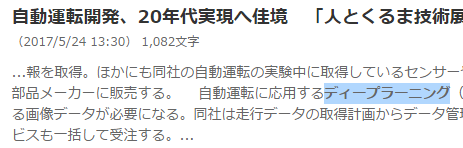 自動運転開発、20年代実現へ佳境　「人とくるま技術展
（2017/5/24 13:30） 1,082文字
...報を取得。ほかにも同社の自動運転の実験中に取得しているセンサー
部品メーカーに販売する。　自動運転に応用するディープラーニング（
る画像データが必要になる。同社は走行データの取得計画からデータ管
ビスも一括して受注する。...